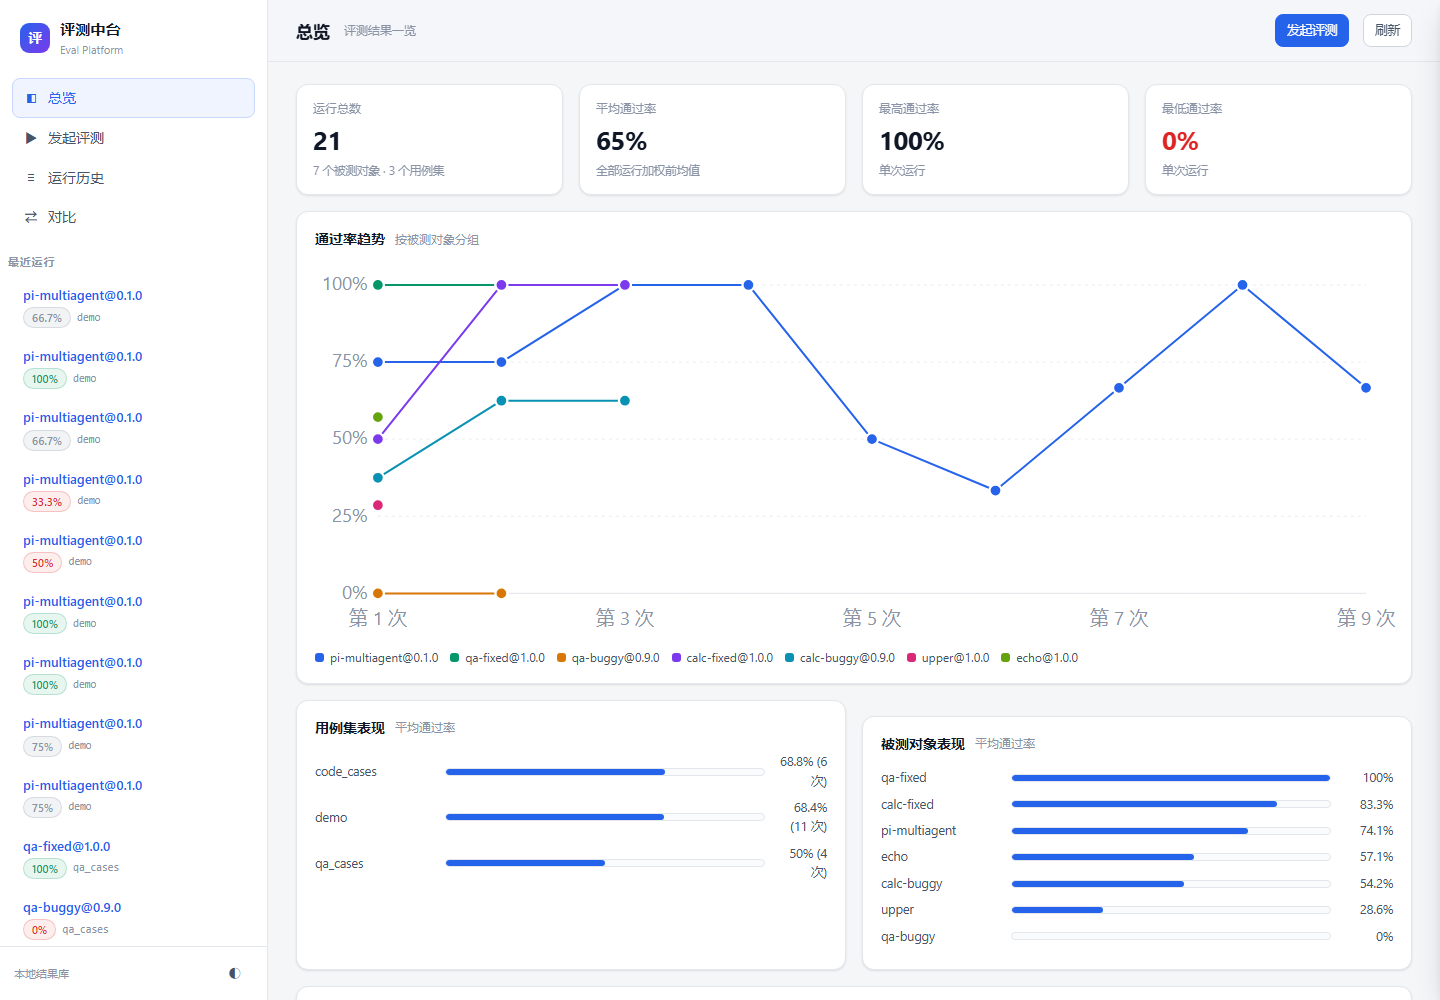 评
评测中台
Eval Platform
总览
发起评测
运行历史
对比
最近运行
pi-multiagent@0.1.0
66.7% demo
pi-multiagent@0.1.0
100% demo
pi-multiagent@0.1.0
66.7% demo
pi-multiagent@0.1.0
33.3% demo
pi-multiagent@0.1.0
50% demo
pi-multiagent@0.1.0
100% demo
pi-multiagent@0.1.0
100% demo
pi-multiagent@0.1.0
75% demo
pi-multiagent@0.1.0
75% demo
qa-fixed@1.0.0
100% qa_cases
qa-buggy@0.9.0
0% qa_cases
本地结果库
总览 评测结果一览
发起评测 刷新
运行总数
21
7 个被测对象 · 3 个用例集
平均通过率
65%
全部运行加权前均值
最高通过率
100%
单次运行
最低通过率
0%
单次运行
通过率趋势 按被测对象分组
100%
75%
50%
25%
0%
第 1 次 第 3 次 第 5 次 第 7 次 第 9 次
pi-multiagent@0.1.0 qa-fixed@1.0.0 qa-buggy@0.9.0 calc-fixed@1.0.0 calc-buggy@0.9.0 upper@1.0.0 echo@1.0.0
用例集表现 平均通过率
code_cases 68.8% (6
次)
demo 68.4%
(11 次)
qa_cases 50% (4
次)
被测对象表现 平均通过率
qa-fixed 100%
calc-fixed 83.3%
pi-multiagent 74.1%
echo 57.1%
calc-buggy 54.2%
upper 28.6%
qa-buggy 0%